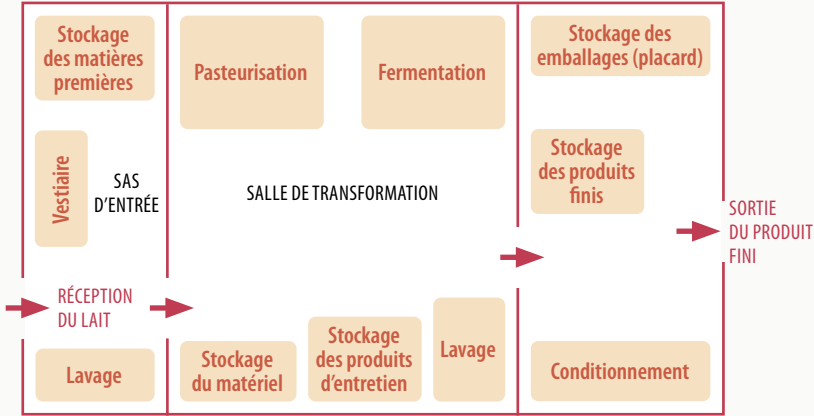 Stockage
des matières
premières
Vestiaire
SAS
D'ENTRÉE
RÉCEPTION
DU LAIT
Lavage
Pasteurisation
Fermentation
SALLE DE TRANSFORMATION
Stockage
du matériel
Stockage
des produits
d'entretien
Lavage
Stockage des
emballages (placard)
Stockage
des produits
finis
Conditionnement
SORTIE
DU PRODUIT
FINI